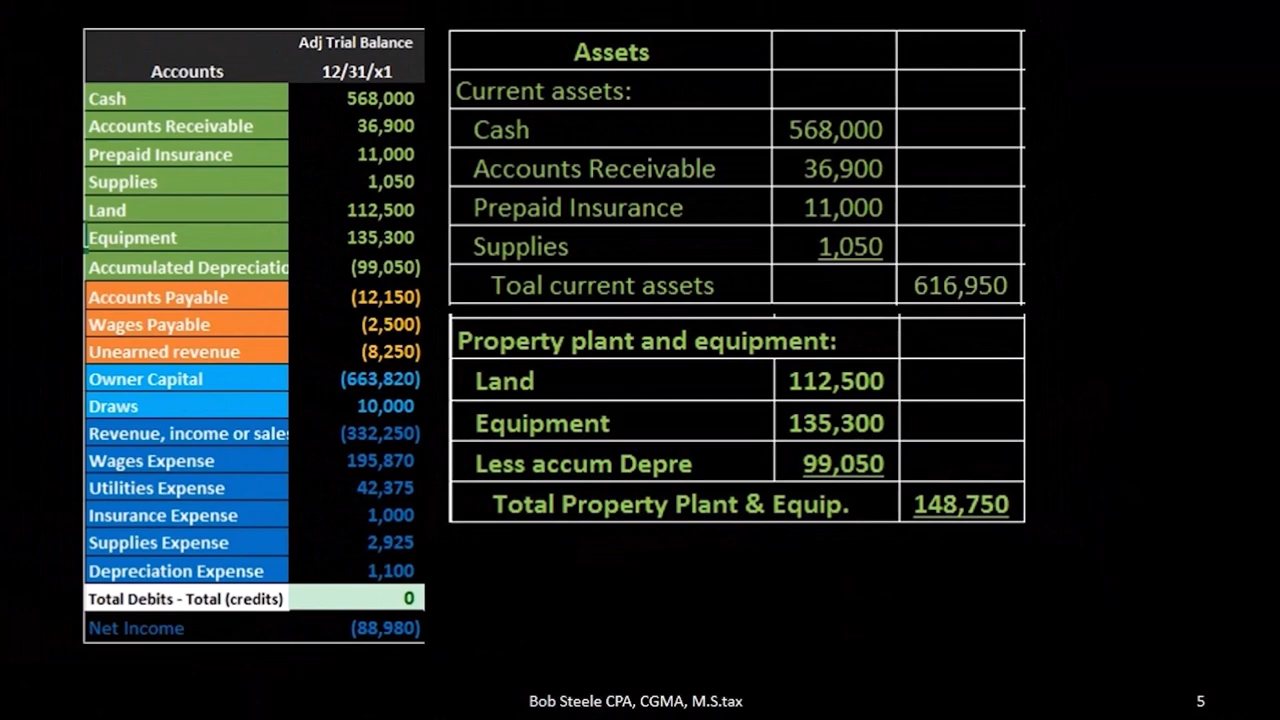 Adj Trial Balance
Accounts 12/31/x1
Cash 568,000
Accounts Receivable 36,900
Prepaid Insurance 11,000
Supplies 1,050
Land 112,500
Equipment 135,300
Accumulated Depreciatio (99,050)
Accounts Payable (12,150)
Wages Payable (2,500)
Unearned revenue (8,250)
Owner Capital (663,820)
Draws 10,000
Revenue, income or sales (332,250)
Wages Expense 195,870
Utilities Expense 42,375
Insurance Expense 1,000
Supplies Expense 2,925
Depreciation Expense 1,100
Total Debits - Total (credits) 0
Net Income (88,980)
Assets
Current assets:
Cash 568,000
Accounts Receivable 36,900
Prepaid Insurance 11,000
Supplies 1,050
Toal current assets 616,950
Property plant and equipment:
Land 112,500
Equipment 135,300
Less accum Depre 99,050
Total Property Plant & Equip. 148,750
Bob Steele CPA, CGMA, M.S.tax
5